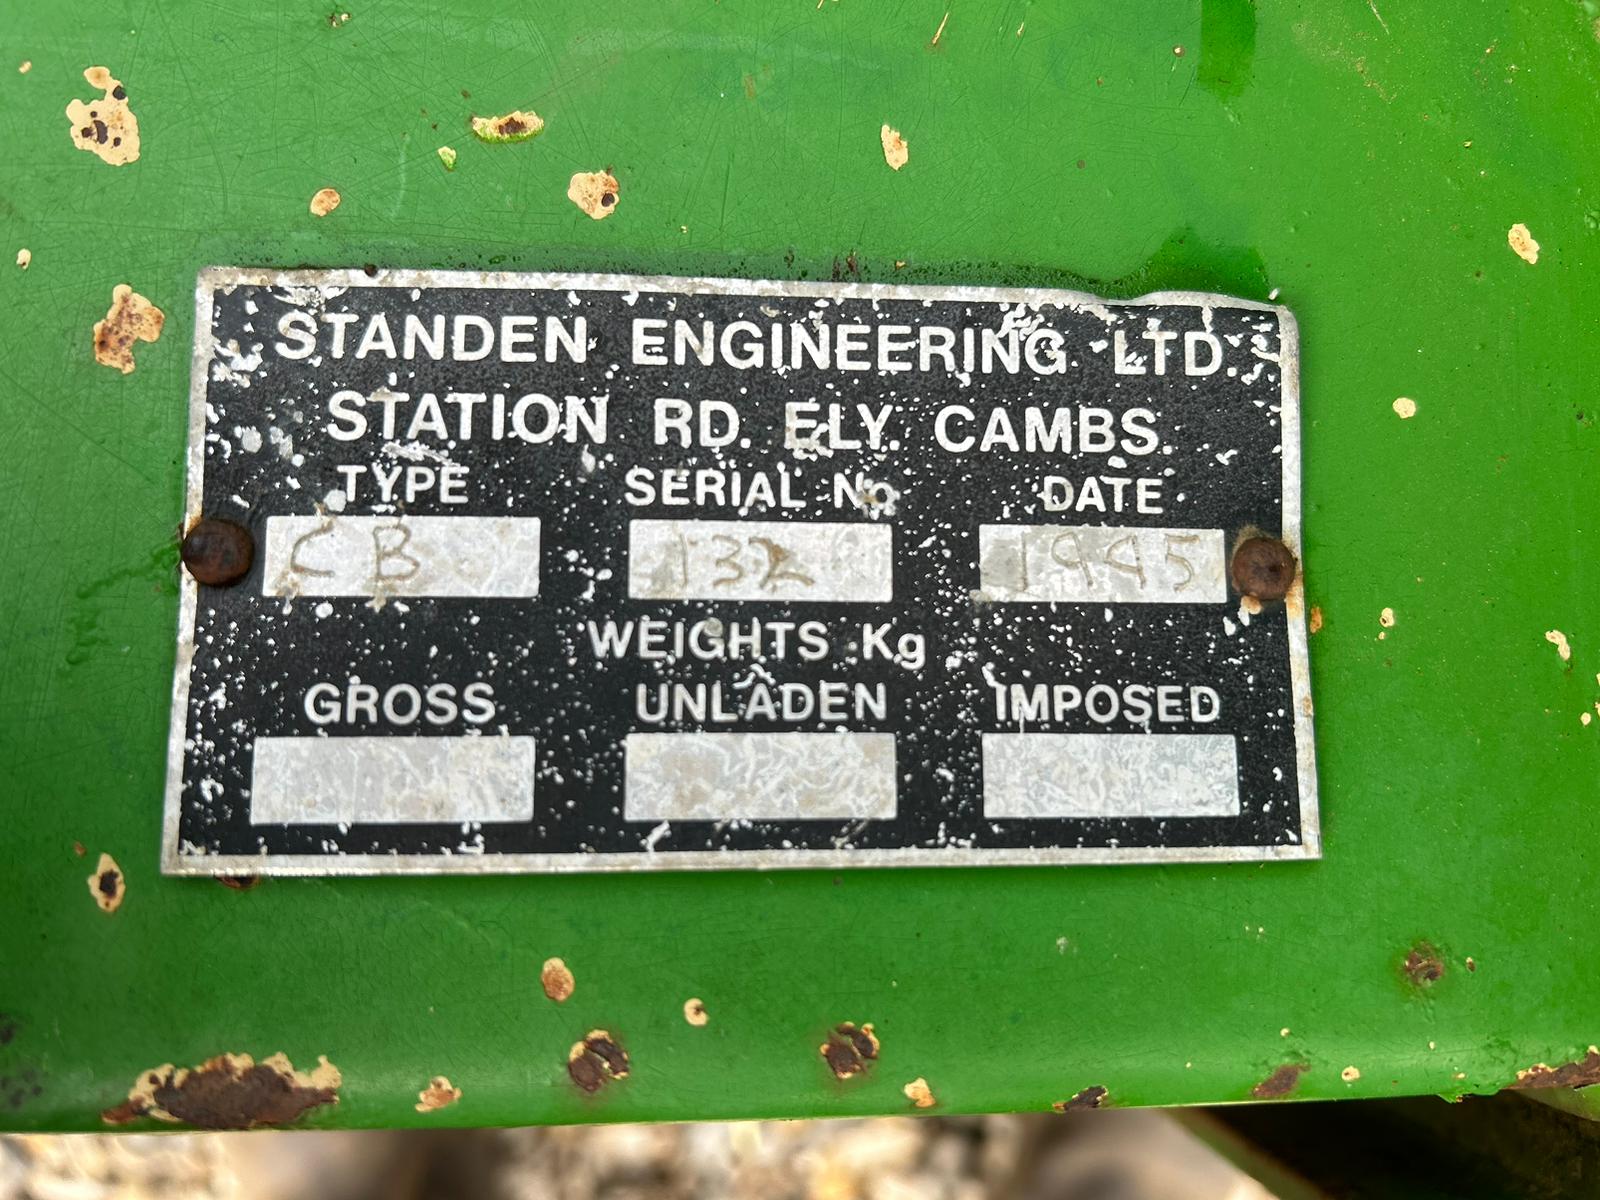 STANDEN ENGINEERING LTD.
STATION RD. ELY. CAMBS.
TYPE SERIAL No DATE
CB 132 1995
WEIGHTS Kg
GROSS UNLADEN IMPOSED